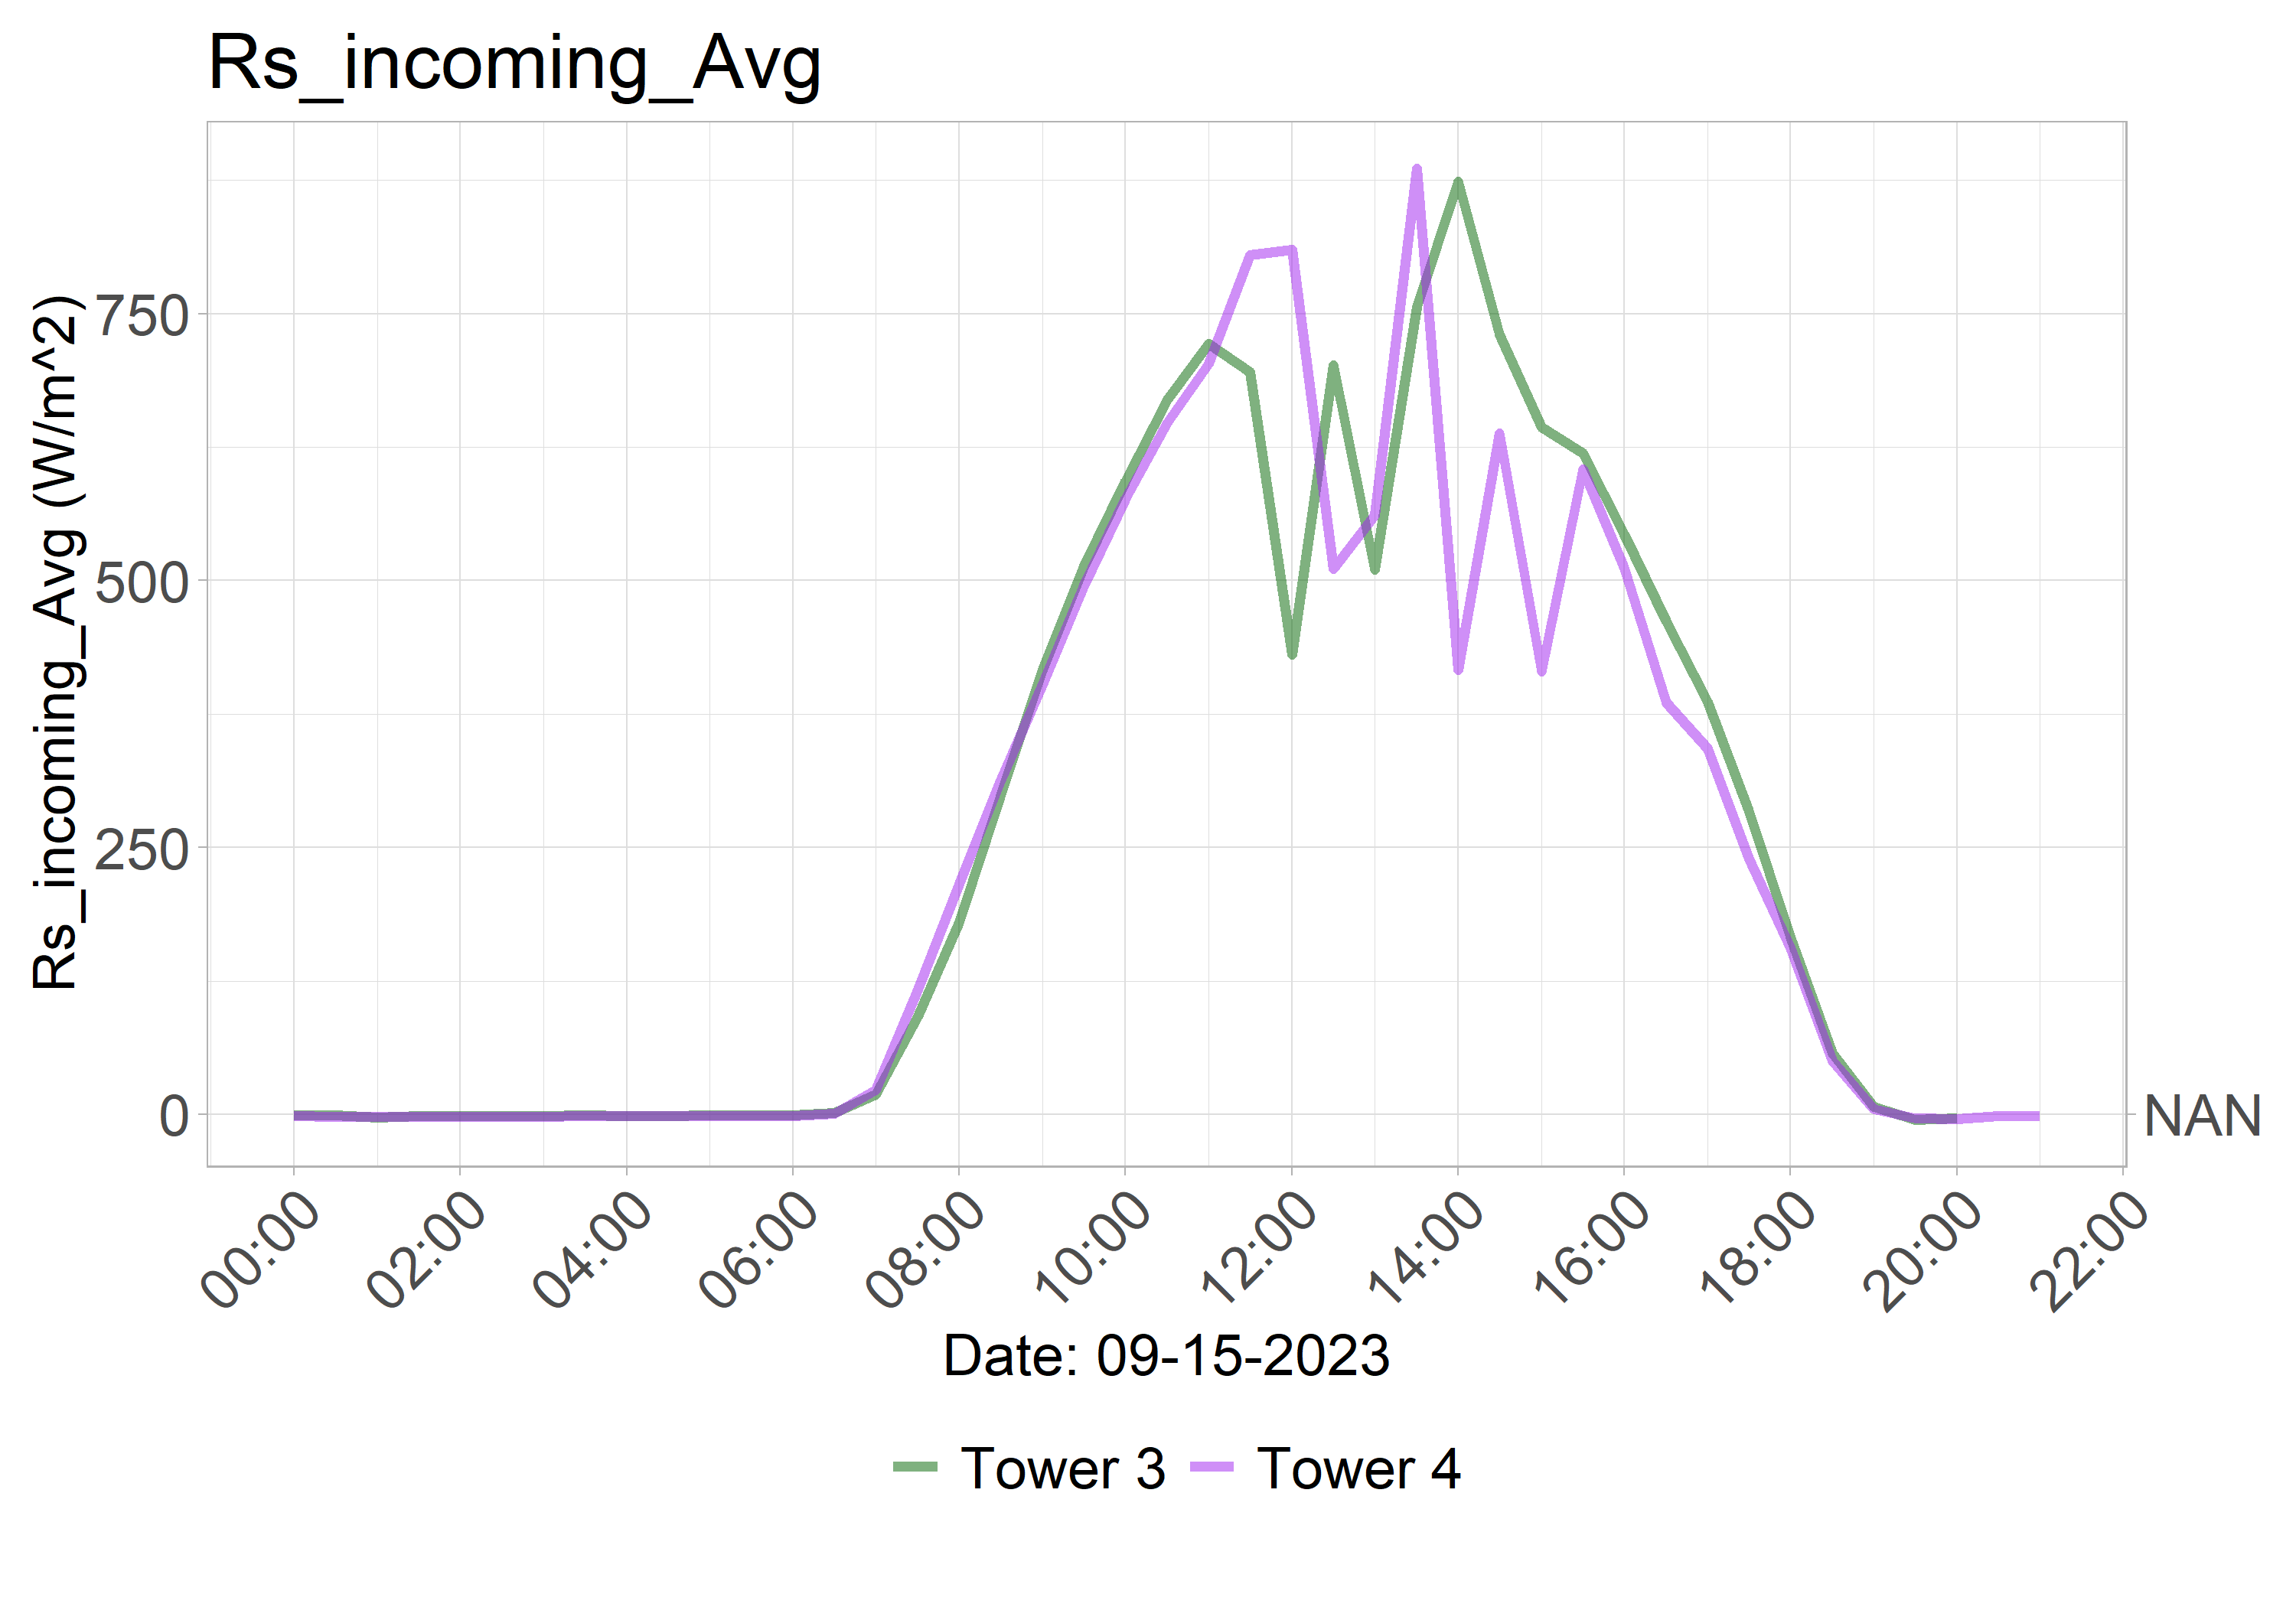 Rs_incoming_Avg
Rs_incoming_Avg (W/m^2)
750
500
250
0
NAN
00:00 02:00 04:00 06:00 08:00 10:00 12:00 14:00 16:00 18:00 20:00 22:00
Date: 09-15-2023
Tower 3 Tower 4